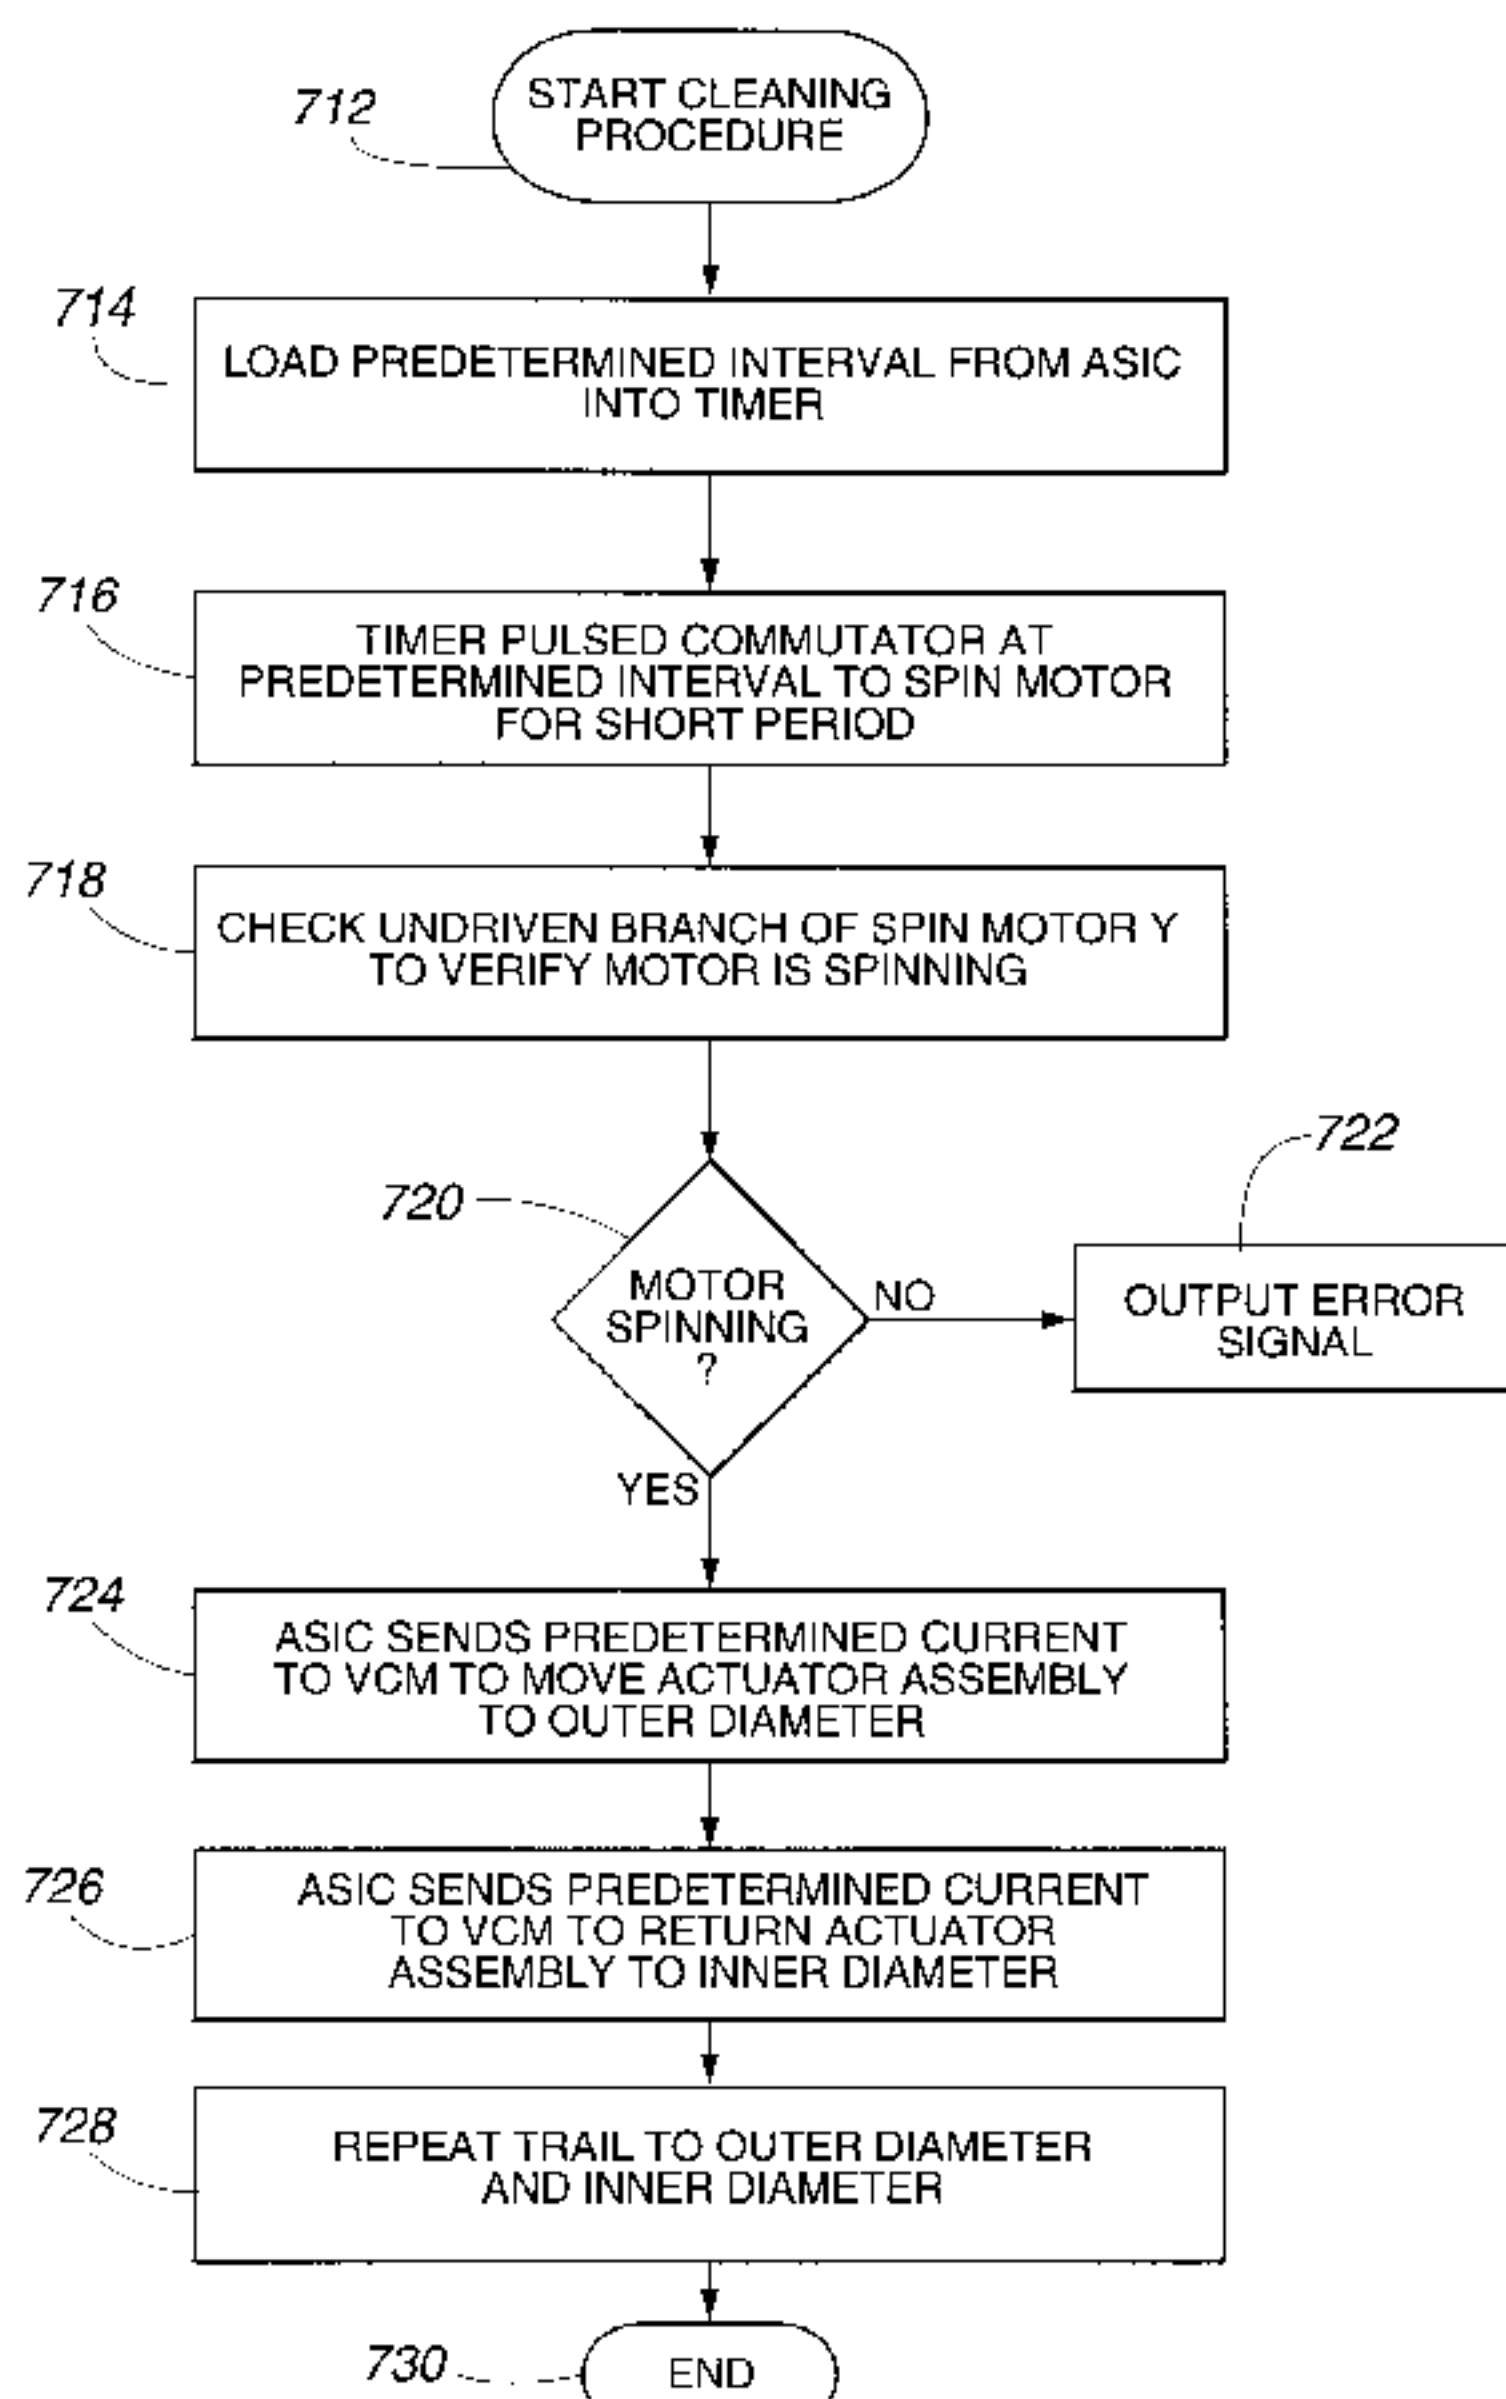 712
START CLEANING
PROCEDURE
714
LOAD PREDETERMINED INTERVAL FROM ASIC
INTO TIMER
716
TIMER PULSED COMMUTATOR AT
PREDETERMINED INTERVAL TO SPIN MOTOR
FOR SHORT PERIOD
718
CHECK UNDRIVEN BRANCH OF SPIN MOTOR Y
TO VERIFY MOTOR IS SPINNING
720
MOTOR
SPINNING
?
NO
722
OUTPUT ERROR
SIGNAL
YES
724
ASIC SENDS PREDETERMINED CURRENT
TO VCM TO MOVE ACTUATOR ASSEMBLY
TO OUTER DIAMETER
726
ASIC SENDS PREDETERMINED CURRENT
TO VCM TO RETURN ACTUATOR
ASSEMBLY TO INNER DIAMETER
728
REPEAT TRAIL TO OUTER DIAMETER
AND INNER DIAMETER
730
END